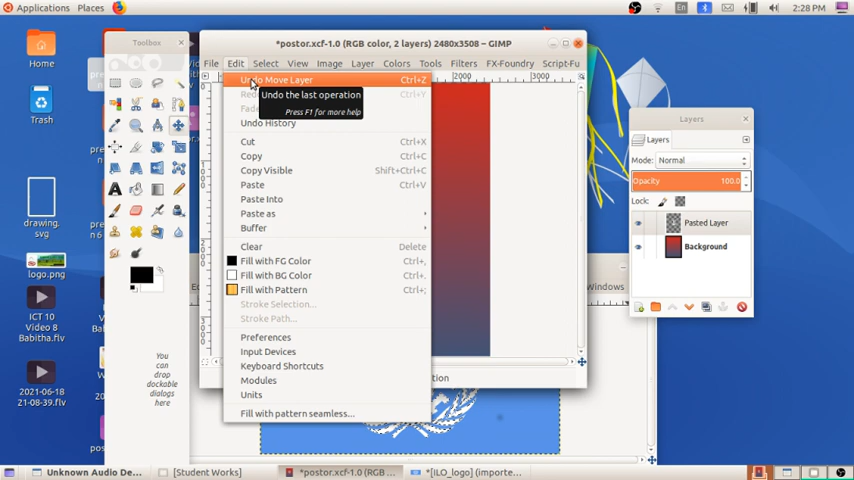 Applications Places En 2:28 PM
Home
Trash
drawing.
svg
logo.png
ICT 10
Video 8
Babitha.flv
2021-06-18
21-08-39.flv
Toolbox
You
can
drop
dockable
dialogs
here
*postor.xcf-1.0 (RGB color, 2 layers) 2480x3508 – GIMP
File Edit Select View Image Layer Colors Tools Filters FX-Foundry Script-Fu
2000 3000
Undo Move Layer Ctrl+Z
Ctrl+Y
Undo the last operation
Press F1 for more help
Undo History
Cut Ctrl+X
Copy Ctrl+C
Copy Visible Shift+Ctrl+C
Paste Ctrl+V
Paste Into
Paste as
Buffer
Clear Delete
Fill with FG Color Ctrl+,
Fill with BG Color Ctrl+.
Fill with Pattern Ctrl+;
Stroke Selection...
Stroke Path...
Preferences
Input Devices
Keyboard Shortcuts
Modules
Units
Fill with pattern seamless...
Layers
Layers
Mode: Normal
Opacity 100.0
Lock:
Pasted Layer
Background
Unknown Audio De... [Student Works] *postor.xcf-1.0 (RGB ... *[ILO_logo] (importe...